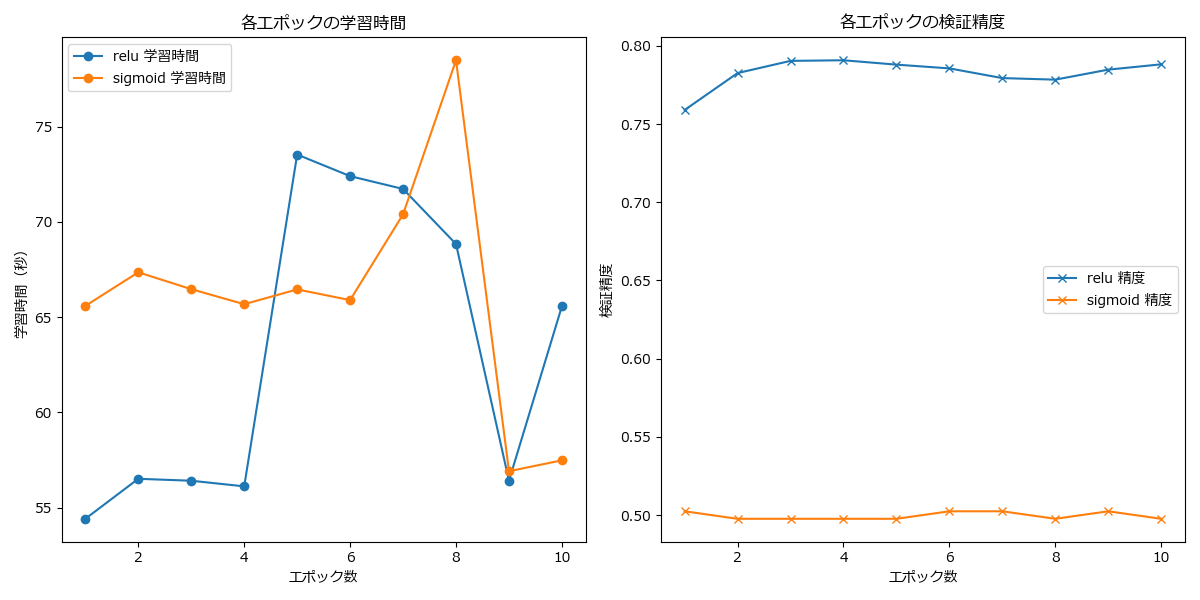 各エポックの学習時間
relu 学習時間
sigmoid 学習時間
学習時間（秒）
75
70
65
60
55
2
4
6
8
10
エポック数
各エポックの検証精度
relu 精度
sigmoid 精度
検証精度
0.80
0.75
0.70
0.65
0.60
0.55
0.50
2
4
6
8
10
エポック数